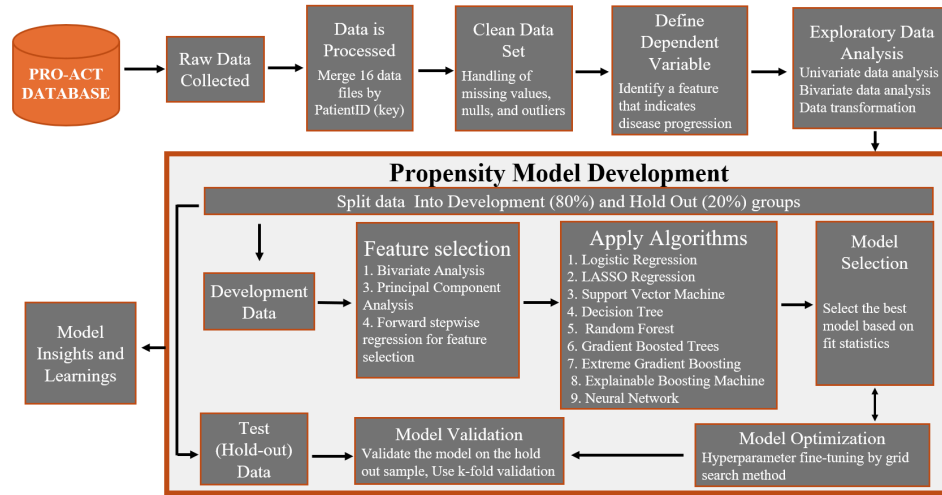 PRO-ACT
DATABASE
Raw Data
Collected
Data is
Processed
Merge 16 data
files by
PatientID (key)
Clean Data
Set
Handling of
missing values,
nulls, and outliers
Define
Dependent
Variable
Identify a feature
that indicates
disease progression
Exploratory Data
Analysis
Univariate data analysis
Bivariate data analysis
Data transformation
Propensity Model Development
Split data Into Development (80%) and Hold Out (20%) groups
Development
Data
Feature selection
1. Bivariate Analysis
3. Principal Component
Analysis
4. Forward stepwise
regression for feature
selection
Apply Algorithms
1. Logistic Regression
2. LASSO Regression
3. Support Vector Machine
4. Decision Tree
5. Random Forest
6. Gradient Boosted Trees
7. Extreme Gradient Boosting
8. Explainable Boosting Machine
9. Neural Network
Model
Selection
Select the best
model based on
fit statistics
Model
Insights and
Learnings
Test
(Hold-out)
Data
Model Validation
Validate the model on the hold
out sample, Use k-fold validation
Model Optimization
Hyperparameter fine-tuning by grid
search method